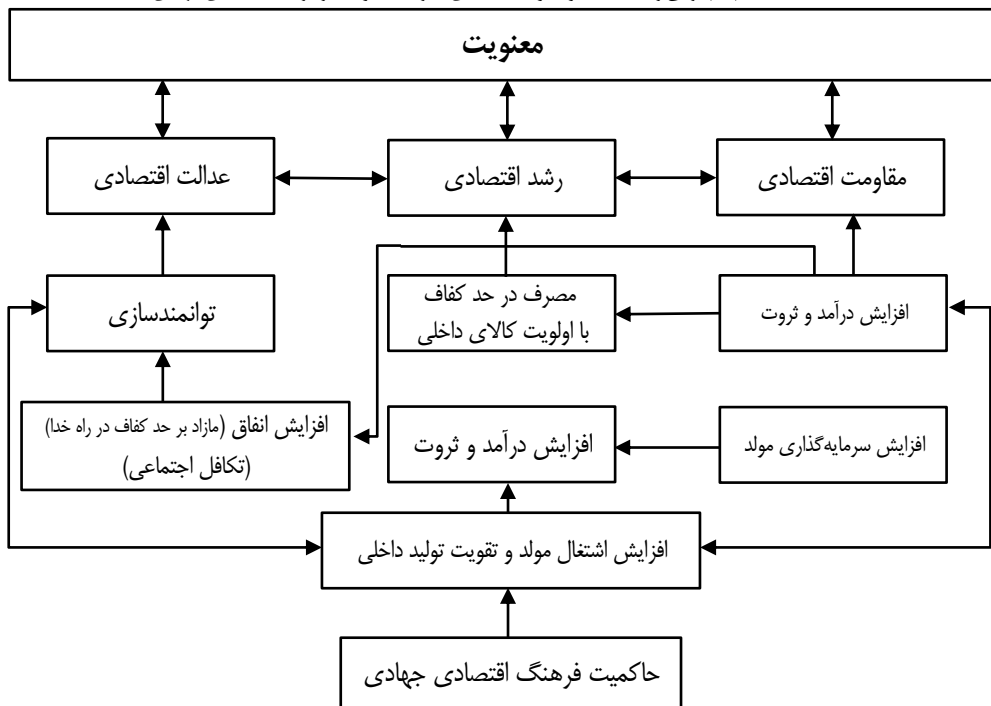 معنویت
مقاومت اقتصادی
رشد اقتصادی
عدالت اقتصادی
افزایش درآمد و ثروت
مصرف در حد کفاف
با اولویت کالای داخلی
توانمندسازی
افزایش سرمایه‌گذاری مولد
افزایش درآمد و ثروت
افزایش انفاق (مازاد بر حد کفاف در راه خدا)
(تکافل اجتماعی)
افزایش اشتغال مولد و تقویت تولید داخلی
حاکمیت فرهنگ اقتصادی جهادی